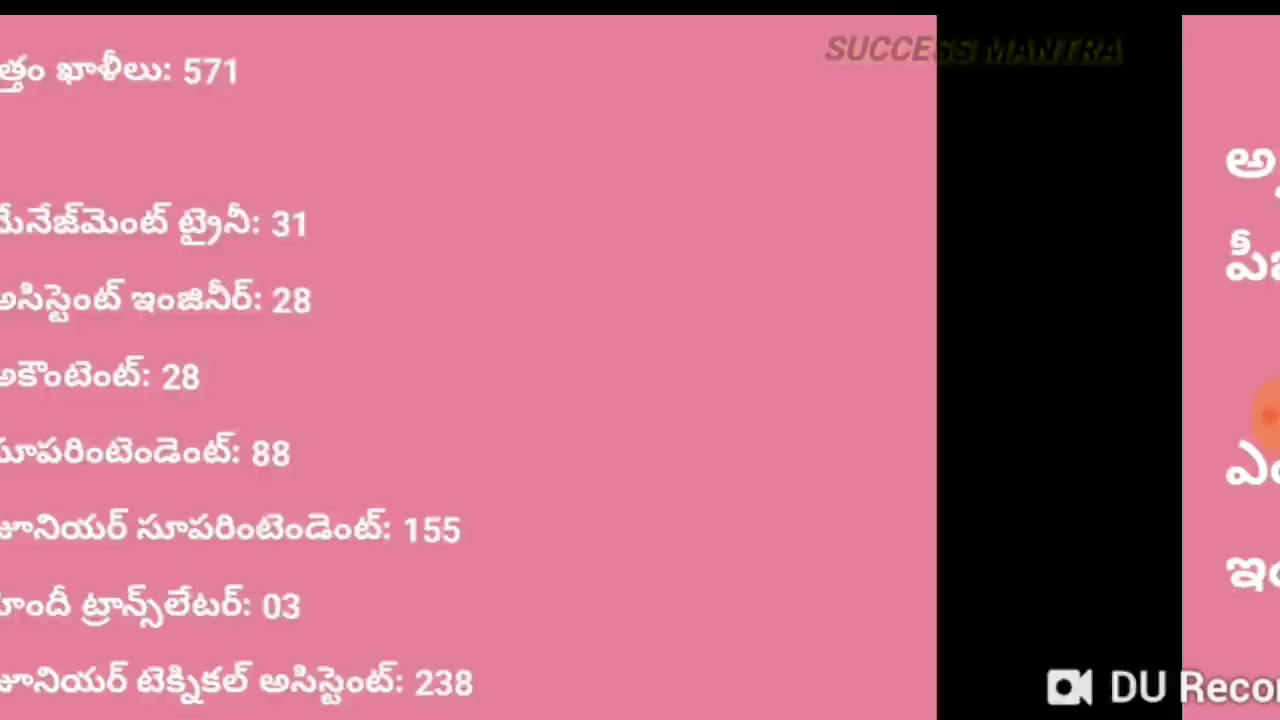 SUCCESS MANTRA
ఖాళీలు: 571
మేనేజ్‌మెంట్ ట్రైనీ: 31
అసిస్టెంట్ ఇంజినీర్: 28
అకౌంటెంట్: 28
సూపరింటెండెంట్: 88
జూనియర్ సూపరింటెండెంట్: 155
హిందీ ట్రాన్స్‌లేటర్: 03
జూనియర్ టెక్నికల్ అసిస్టెంట్: 238
DU Recor